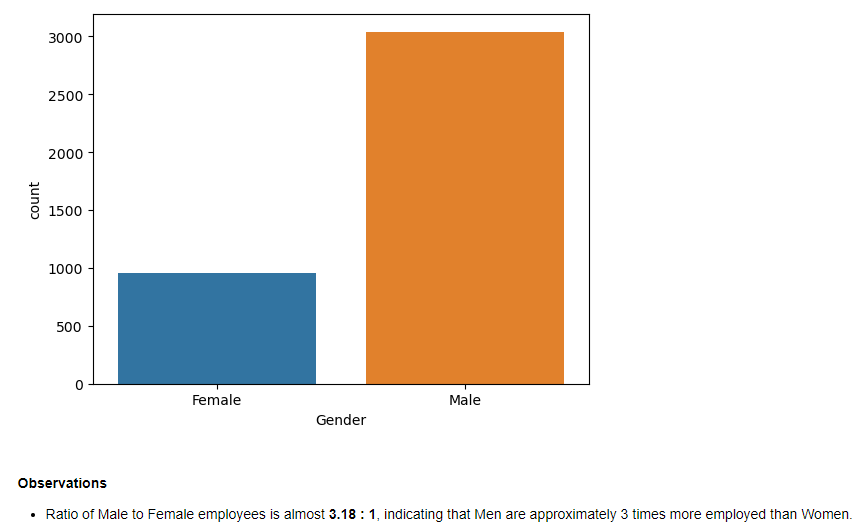 3000
2500
2000
1500
1000
500
0
count
Female Male
Gender
Observations
• Ratio of Male to Female employees is almost 3.18 : 1, indicating that Men are approximately 3 times more employed than Women.